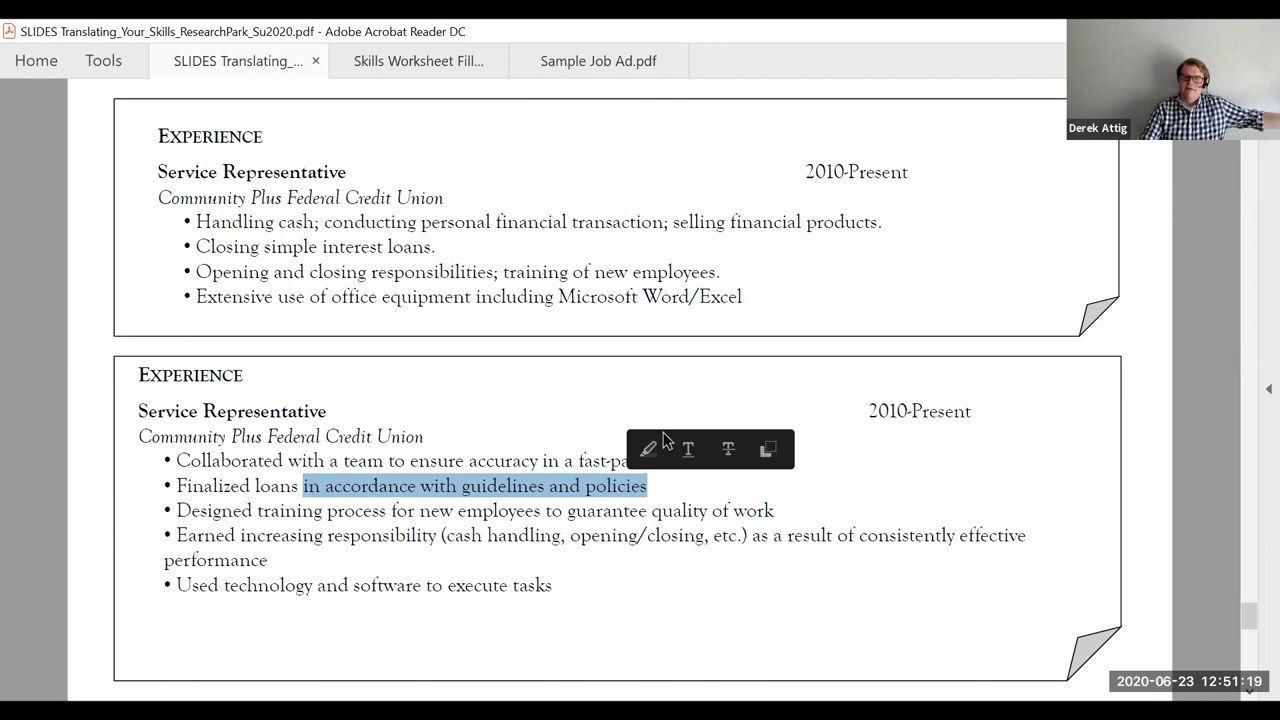 SLIDES Translating_Your_Skills_ResearchPark_Su2020.pdf - Adobe Acrobat Reader DC
Home Tools SLIDES Translating_... × Skills Worksheet Fill... Sample Job Ad.pdf
Derek Attig
EXPERIENCE
Service Representative 2010-Present
Community Plus Federal Credit Union
• Handling cash; conducting personal financial transaction; selling financial products.
• Closing simple interest loans.
• Opening and closing responsibilities; training of new employees.
• Extensive use of office equipment including Microsoft Word/Excel
EXPERIENCE
Service Representative 2010-Present
Community Plus Federal Credit Union
• Collaborated with a team to ensure accuracy in a fast-pa
• Finalized loans in accordance with guidelines and policies
• Designed training process for new employees to guarantee quality of work
• Earned increasing responsibility (cash handling, opening/closing, etc.) as a result of consistently effective
performance
• Used technology and software to execute tasks
2020-06-23 12:51:19